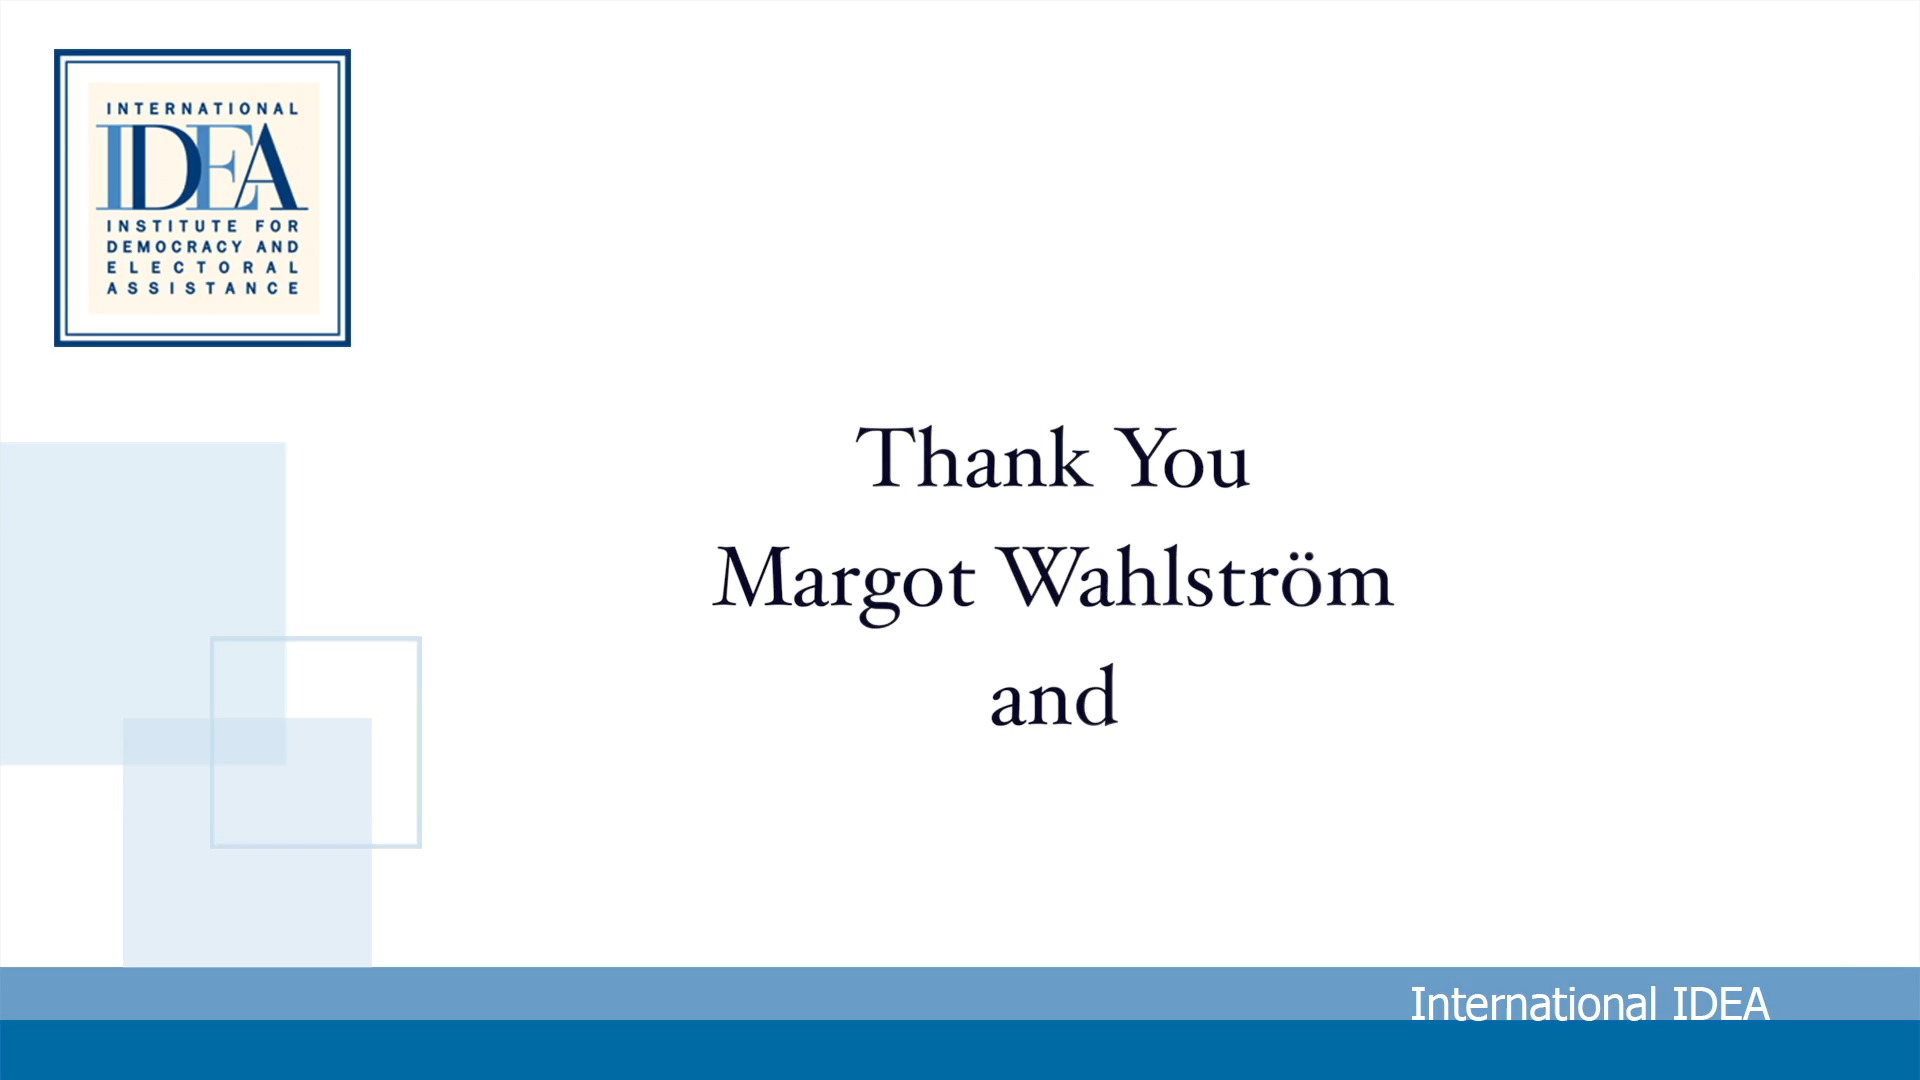 INTERNATIONAL
IDEA
INSTITUTE FOR
DEMOCRACY AND
ELECTORAL
ASSISTANCE
Thank You
Margot Wahlström
and
International IDEA